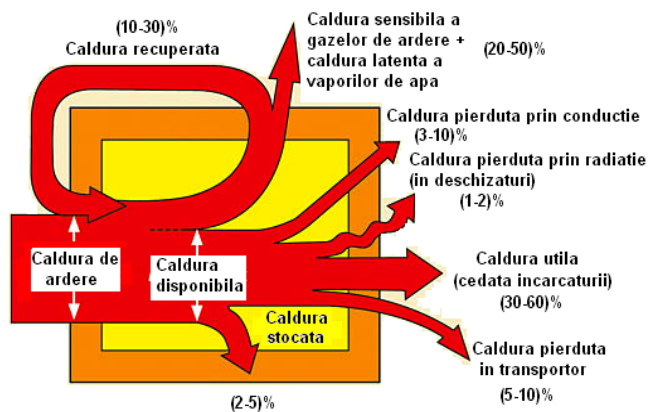 (10-30)%
Caldura recuperata
Caldura sensibila a
gazelor de ardere +
caldura latenta a
vaporilor de apa
(20-50)%
Caldura pierduta prin conductie
(3-10)%
Caldura pierduta prin radiatie
(in deschizaturi)
(1-2)%
Caldura de
ardere
Caldura
disponibila
Caldura utila
(cedata incarcaturii)
(30-60)%
Caldura
stocata
Caldura pierduta
in transportor
(5-10)%
(2-5)%